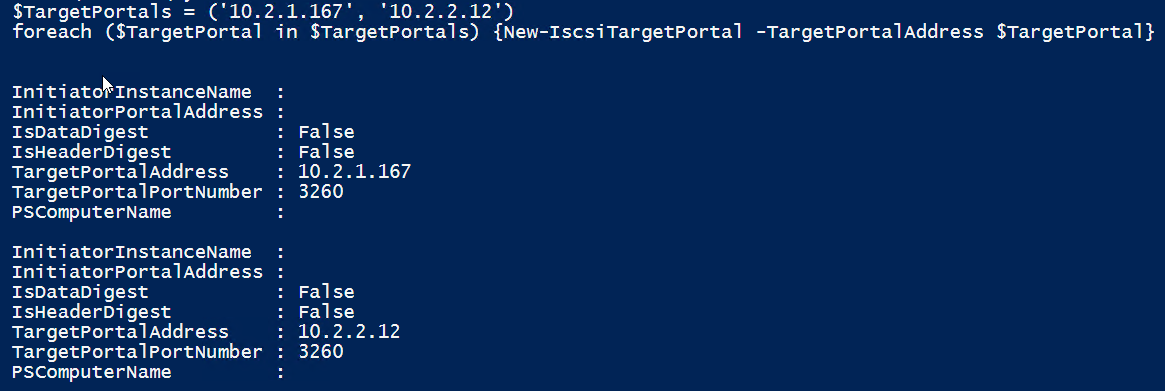 $TargetPortals = ('10.2.1.167', '10.2.2.12')
foreach ($TargetPortal in $TargetPortals) {New-IscsiTargetPortal -TargetPortalAddress $TargetPortal}
InitiatorInstanceName  :
InitiatorPortalAddress :
IsDataDigest           : False
IsHeaderDigest         : False
TargetPortalAddress    : 10.2.1.167
TargetPortalPortNumber : 3260
PSComputerName         :
InitiatorInstanceName  :
InitiatorPortalAddress :
IsDataDigest           : False
IsHeaderDigest         : False
TargetPortalAddress    : 10.2.2.12
TargetPortalPortNumber : 3260
PSComputerName         :